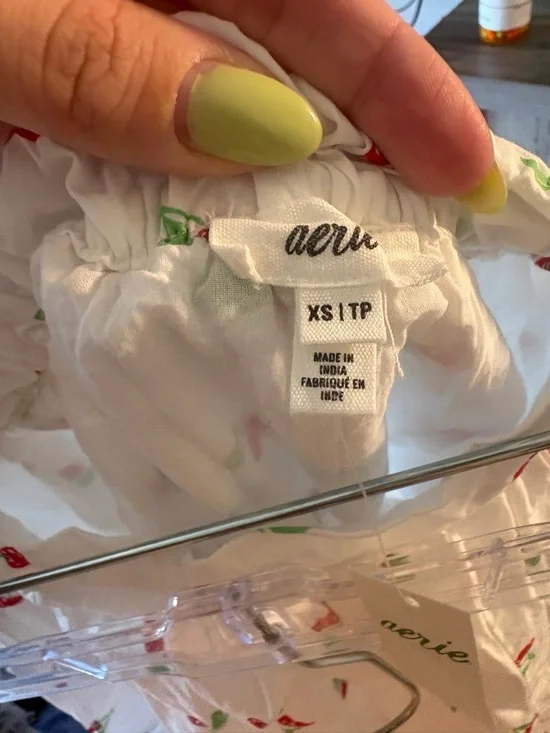 aerie
XS | TP
MADE IN
INDIA
FABRIQUÉ EN
INDE
aerie